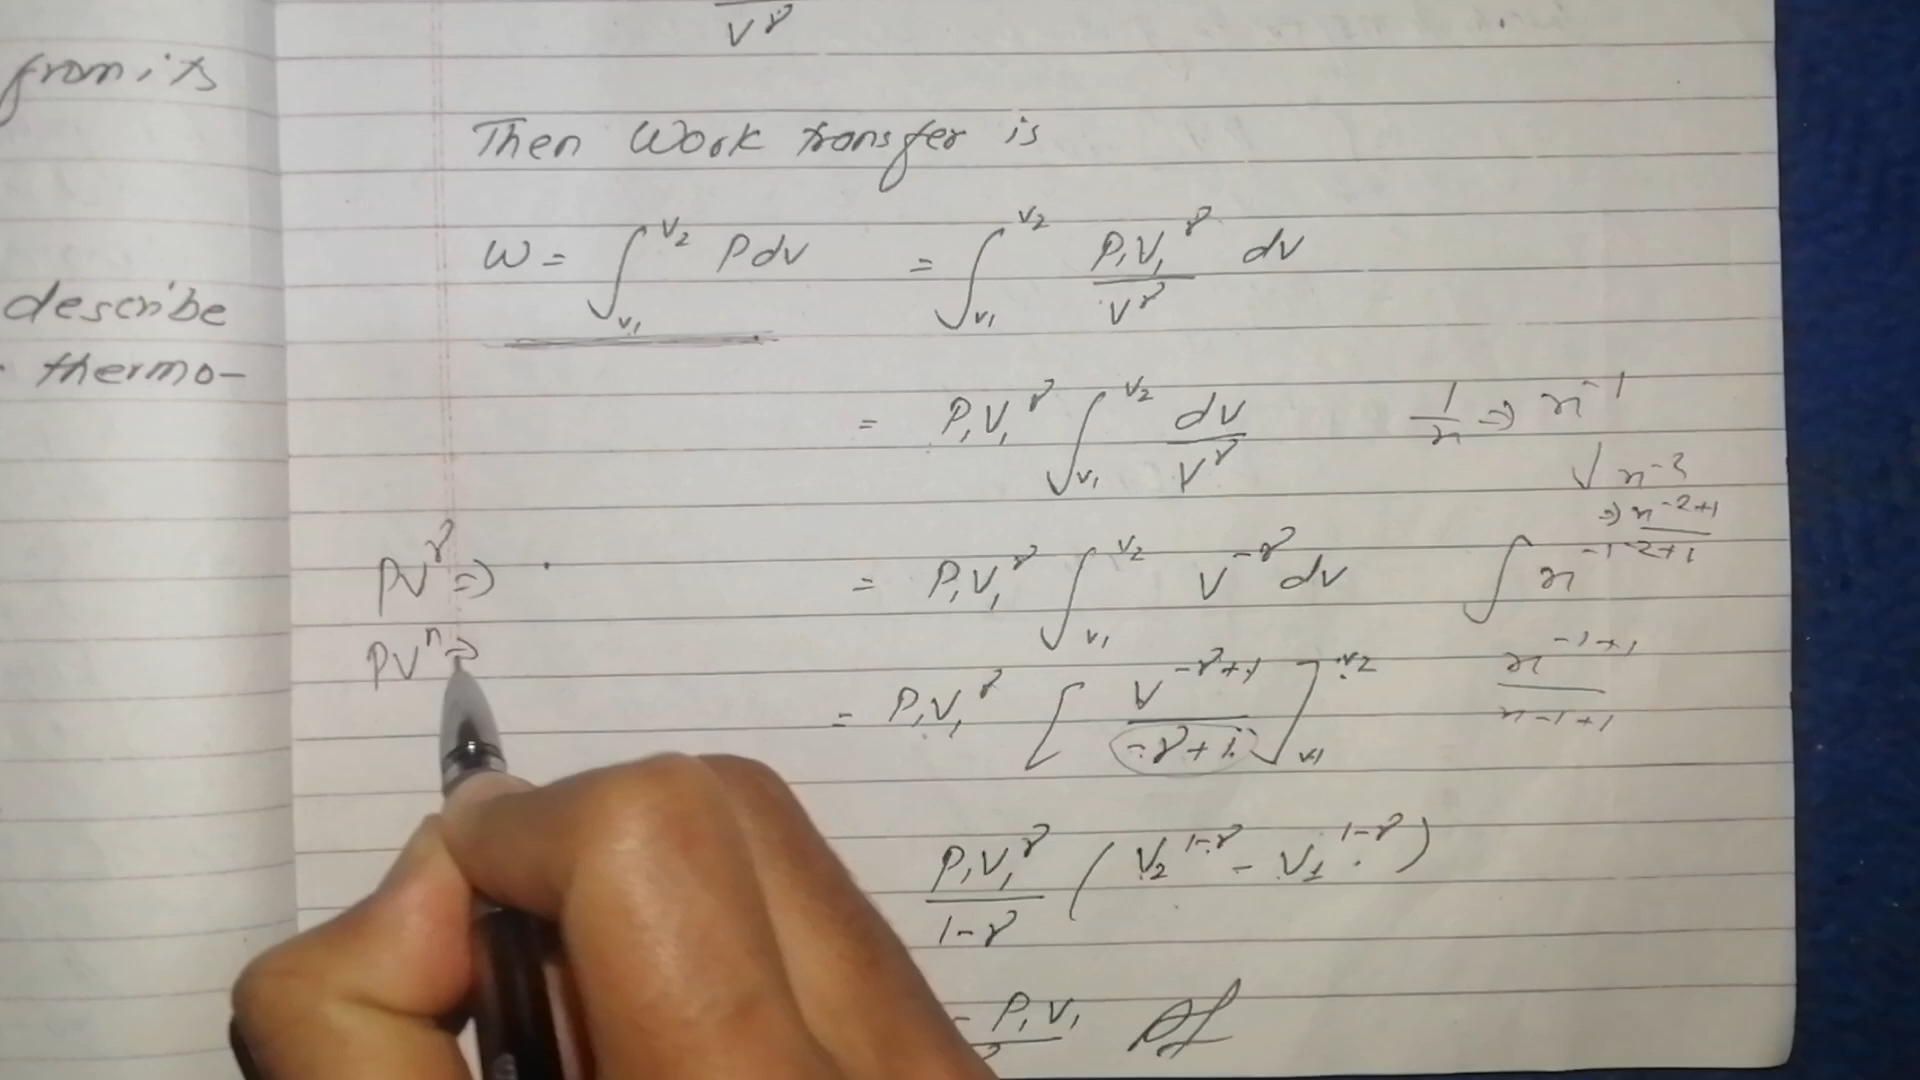 from its
describe
thermo-
V^γ
Then Work transfer is
W = ∫_{V1}^{V2} P dv = ∫_{V1}^{V2} P1V1^γ / V^γ dv
= P1V1^γ ∫_{V1}^{V2} dv / V^γ
1/x ⇒ x^{-1}
x^{-2}
⇒ x^{-2+1} / -2+1
PV^γ ⇒
= P1V1^γ ∫_{V1}^{V2} V^{-γ} dv
∫ x^{-1}
PV^n ⇒
= P1V1^γ [ V^{-γ+1} / -γ+1 ]_{V1}^{V2}
x^{-1+1} / x-1+1
P1V1^γ / 1-γ ( V2^{1-γ} - V1^{1-γ} )
- P1V1